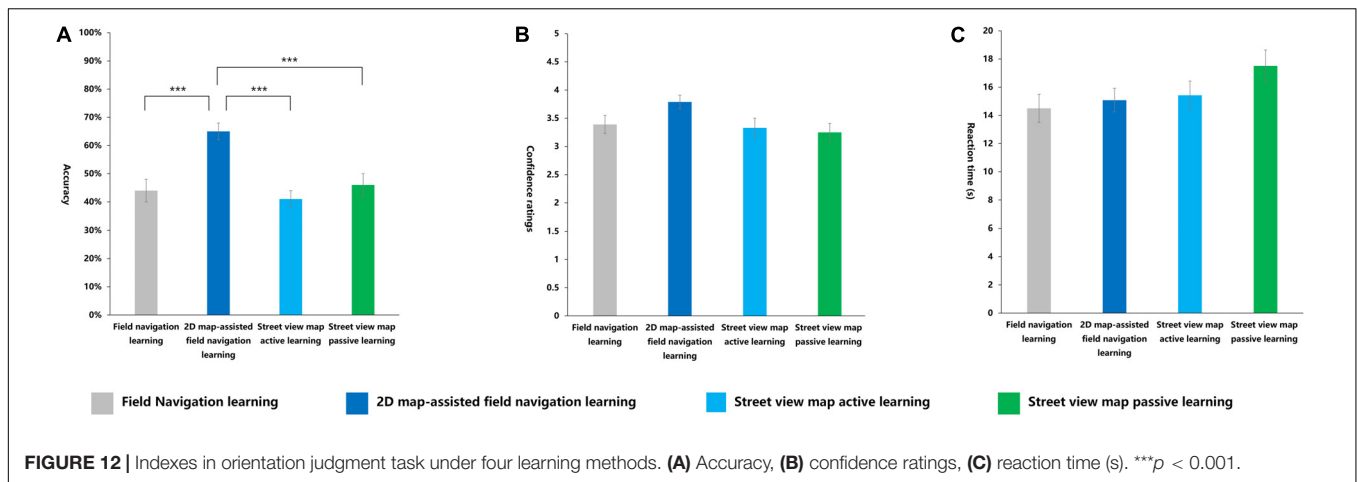 A
100%
90%
80%
70%
60%
50%
40%
30%
20%
10%
0%
Accuracy
***
***
***
Field navigation
learning
2D map-assisted
field navigation
learning
Street view map
active learning
Street view map
passive learning
B
5
4.5
4
3.5
3
2.5
2
1.5
1
0.5
0
Confidence ratings
Field navigation
learning
2D map-assisted
field navigation
learning
Street view map
active learning
Street view map
passive learning
C
20
18
16
14
12
10
8
6
4
2
0
Reaction time (s)
Field navigation
learning
2D map-assisted
field navigation
learning
Street view map
active learning
Street view map
passive learning
Field Navigation learning
2D map-assisted field navigation learning
Street view map active learning
Street view map passive learning
FIGURE 12 | Indexes in orientation judgment task under four learning methods. (A) Accuracy, (B) confidence ratings, (C) reaction time (s). ***p < 0.001.